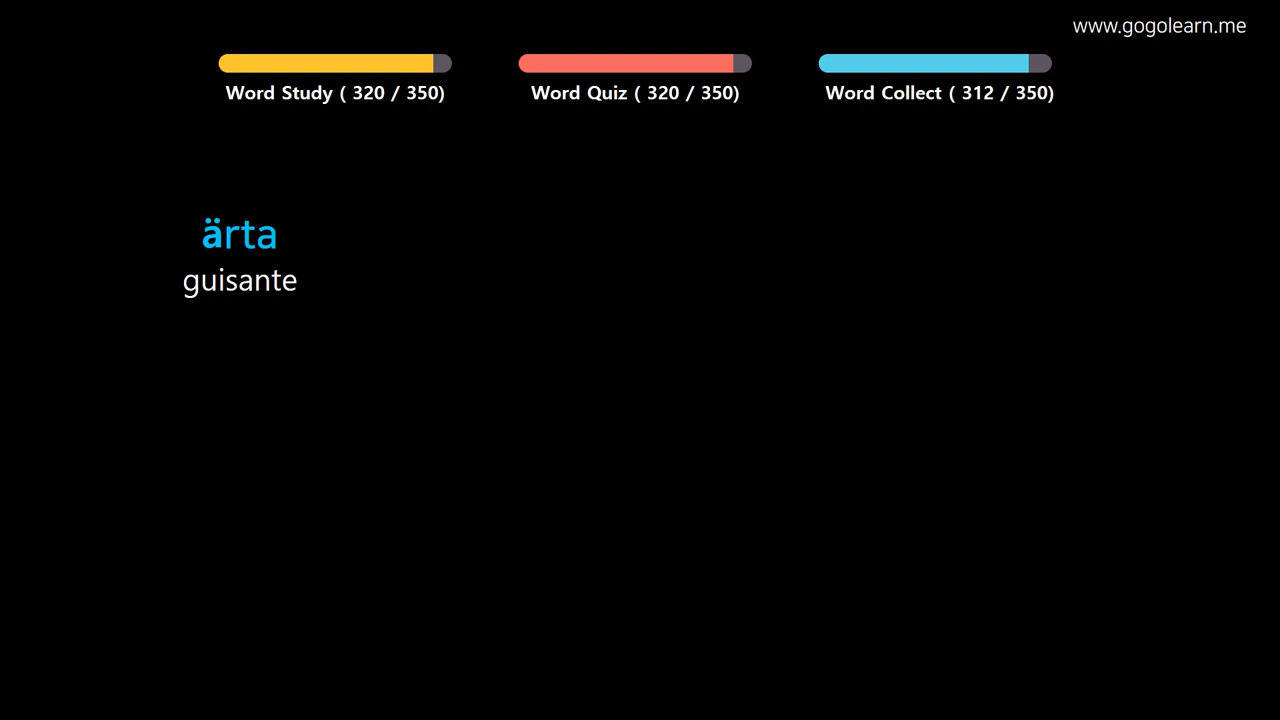 www.gogolearn.me
Word Study ( 320 / 350)
Word Quiz ( 320 / 350)
Word Collect ( 312 / 350)
ärta
guisante